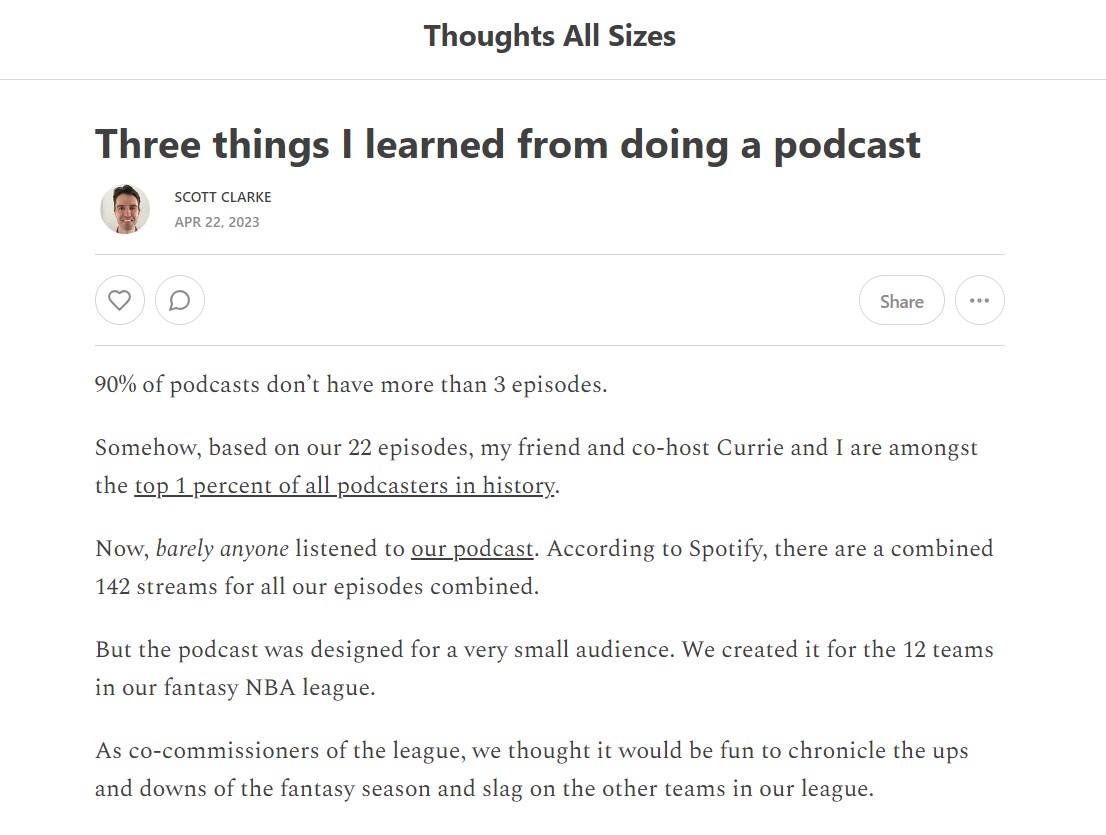 Thoughts All Sizes
Three things I learned from doing a podcast
SCOTT CLARKE
APR 22, 2023
Share
90% of podcasts don’t have more than 3 episodes.
Somehow, based on our 22 episodes, my friend and co-host Currie and I are amongst
the top 1 percent of all podcasters in history.
Now, barely anyone listened to our podcast. According to Spotify, there are a combined
142 streams for all our episodes combined.
But the podcast was designed for a very small audience. We created it for the 12 teams
in our fantasy NBA league.
As co-commissioners of the league, we thought it would be fun to chronicle the ups
and downs of the fantasy season and slag on the other teams in our league.